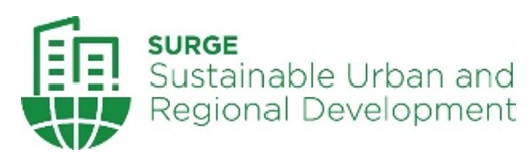 SURGE
Sustainable Urban and
Regional Development